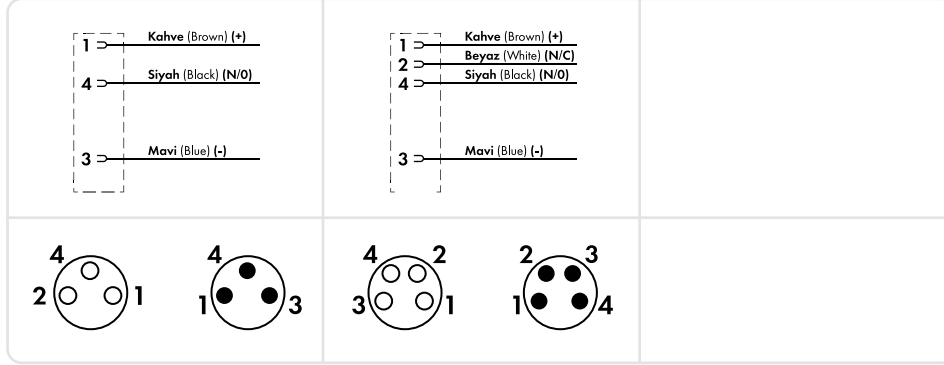 1 Kahve (Brown) (+)
4 Siyah (Black) (N/0)
3 Mavi (Blue) (-)
1 Kahve (Brown) (+)
2 Beyaz (White) (N/C)
4 Siyah (Black) (N/0)
3 Mavi (Blue) (-)
4
2 1
4
1 3
4 2
3 1
2 3
1 4